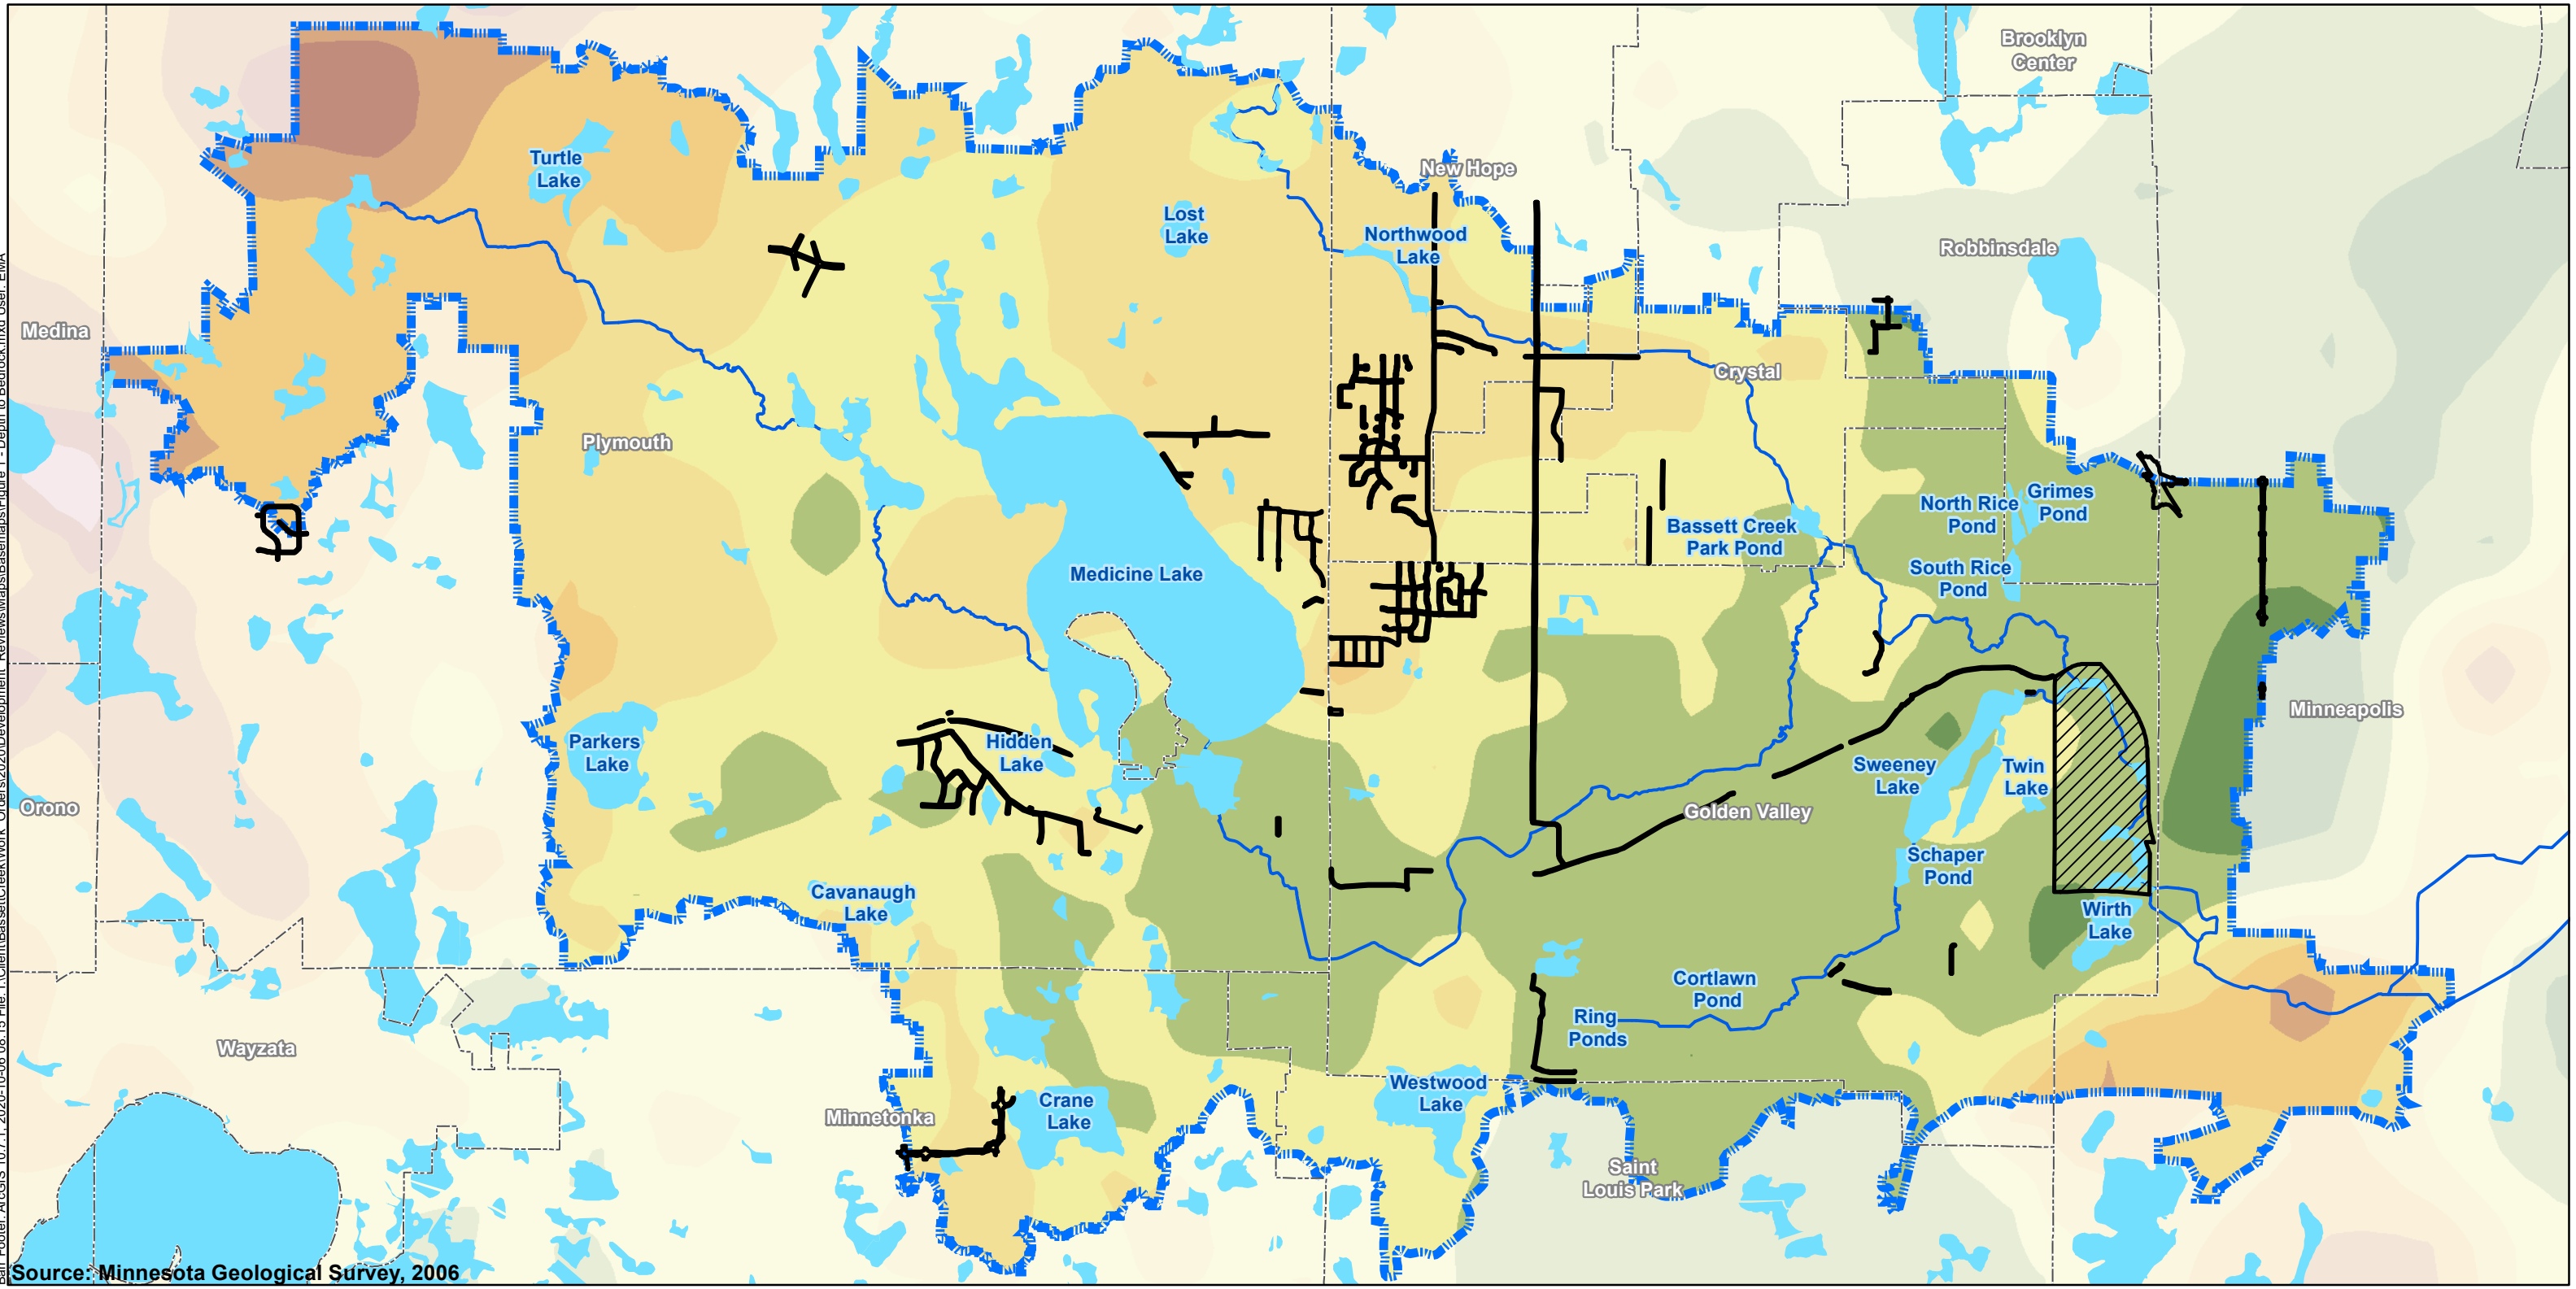 Brooklyn
Center
Turtle
Lake
New Hope
Lost
Lake
Northwood
Lake
Robbinsdale
Medina
Crystal
Plymouth
North Rice
Pond
Grimes
Pond
Bassett Creek
Park Pond
Medicine Lake
South Rice
Pond
Minneapolis
Parkers
Lake
Hidden
Lake
Sweeney
Lake
Twin
Lake
Orono
Golden Valley
Schaper
Pond
Cavanaugh
Lake
Wirth
Lake
Cortlawn
Pond
Ring
Ponds
Wayzata
Westwood
Lake
Crane
Lake
Minnetonka
Saint
Louis Park
Source: Minnesota Geological Survey, 2006